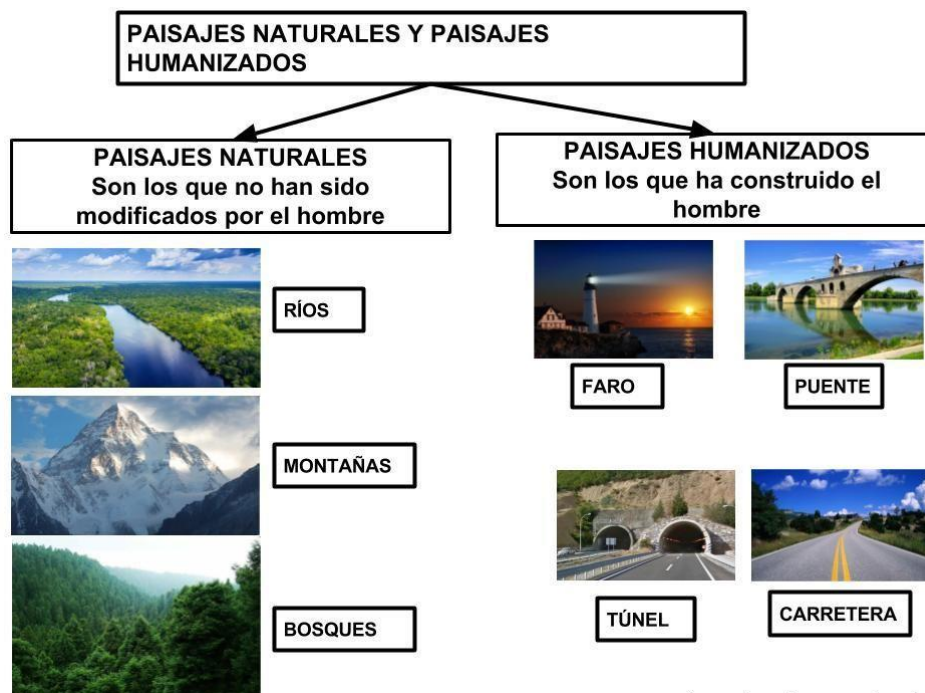 PAISAJES NATURALES Y PAISAJES
HUMANIZADOS
PAISAJES NATURALES
Son los que no han sido
modificados por el hombre
PAISAJES HUMANIZADOS
Son los que ha construido el
hombre
RÍOS
MONTAÑAS
BOSQUES
FARO
PUENTE
TÚNEL
CARRETERA